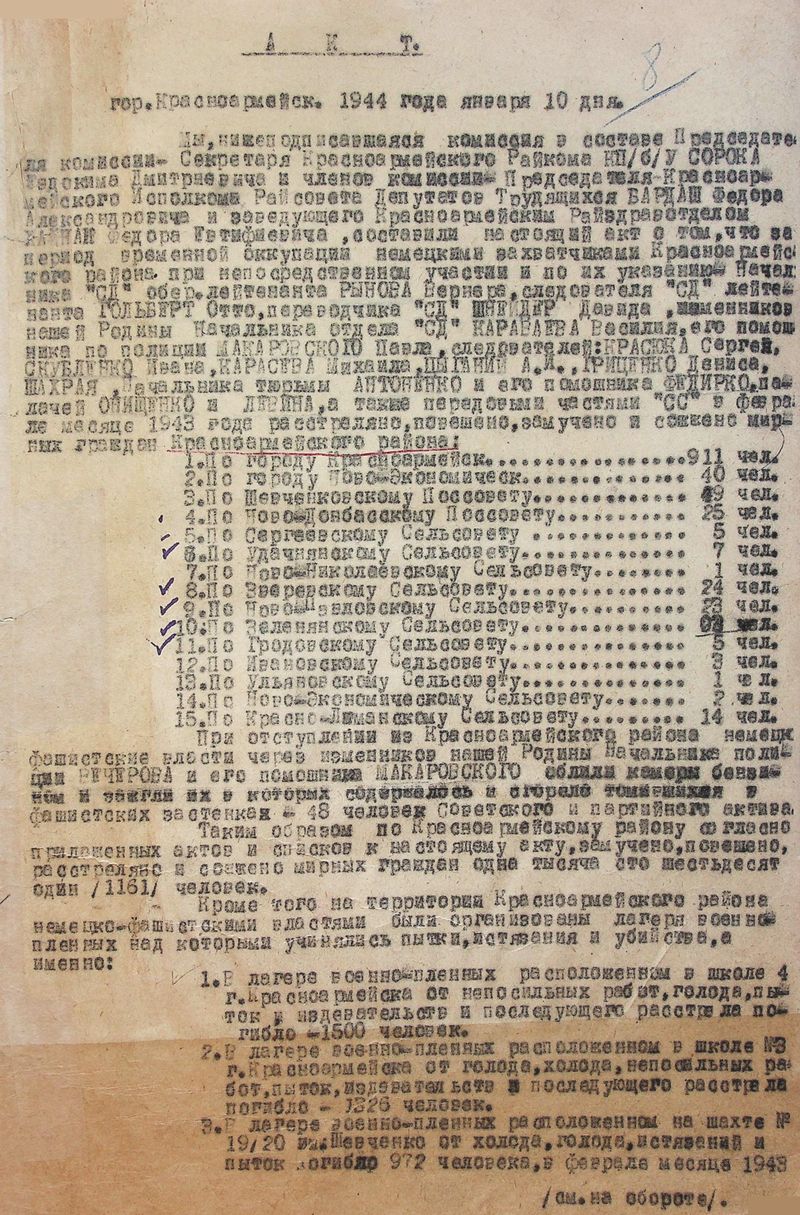 А К Т.
8
гор.Красноармейск. 1944 года января 10 дня.
Мы,нижеподписавшаяся комиссия в составе Председате-
ля комиссии- Секретаря Красноармейского Райкома КП/б/У СОРОКА
Евдокима Дмитриевича и членов комиссии- Председателя-Красноар-
мейского Исполкома Райсовета Депутатов Трудящихся БАРДАШ Федора
Александровича и заведующего Красноармейским Райздравотделом
Федора Евтифиевича ,составили настоящий акт о том,что за
период временной оккупации немецкими захватчиками Красноармейс-
кого района при непосредственном участии и по их указанию- Началь
ника "СД" обер.лейтенанта РЫНОВА Вернера,следователя "СД" лейте-
нанта ГОЛЬБЕРТ Отто,переводчика "СД" ШНЕЙДЕР Давида ,изменников
нашей Родины Начальника отдела "СД" КАРАВАЕВА Василия,его помощ
ника по полиции МАКАРОВСКОГО Павла,следователей:КРАСЮКА Сергей,
СКУБЛЕНКО Ивана,КАРАСЕВА Михаила,ЦЫГАНИЙ А.Л.,ГРИЦЕНКО Дениса,
ШАХРАЯ ,Начальника тюрьмы АНТОНЕНКО и его помошника ФЕДИРКО,па-
лачей ОНИЩЕНКО и ЛЕВИНА,а также передовыми частями "СС" в февра-
ле месяце 1943 года расстреляно,повешено,замучено и сожжено мир-
ных граждан Красноармейского района:
1.По городу Красноармейск....................911 чел.
2.По городу Ново-Экономическ................. 40 чел.
3.По Шевченковскому Поссовету................ 49 чел.
4.По Ново-Донбасскому Поссовету.............. 25 чел.
5.По Сергеевскому Сельсовету ................ 5 чел.
6.По Удачнянскому Сельсовету................. 7 чел.
7.По Ново-Николаевскому Сельсовету........... 1 чел.
8.По Зверевскому Сельсовету.................. 24 чел.
9.По Ново-Павловскому Сельсовету............. 23 чел.
10.По Зеленянскому Сельсовету................ чел.
11.По Гродовскому Сельсовету................. 5 чел.
12.По Ивановскому Сельсовету................. 3 чел.
13.По Ульяновскому Сельсовету................ 1 чел.
14.По Ново-Экономическому Сельсовету......... 2 чел.
15.По Красно-Лиманскому Сельсовету........... 14 чел.
При отступлении из Красноармейского района немецко
фашистские власти через изменников нашей Родины Начальника поли-
ции ВЕЧЕРОВА и его помощника МАКАРОВСКОГО облили камеры бензи-
ном и зажгли их в которых содержалось и сгорело томившихся в
фашистских застенках - 48 человек Советского и партийного актива.
Таким образом по Красноармейскому району согласно
приложенных актов и списков к настоящему акту,замучено,повешено,
расстреляно и сожжено мирных граждан одна тысяча сто шестьдесят
один /1161/ человек.
Кроме того на территории Красноармейского района
немецко-фашистскими властями были организованы лагеря военно-
пленных над которыми учинялись пытки,истязания и убийства,а
именно:
1.В лагере военно-пленных расположенном в школе 4
г.Красноармейска от непосильных работ,голода,пы-
ток и издевательств и последующего расстрела по-
гибло -1500 человек.
2.В лагере военно-пленных расположенном в школе №3
г.Красноармейска от голода,холода,непосильных ра-
бот,пыток,издевательств и последующего расстрела
погибло - 1326 человек.
3.В лагере военно-пленных расположенном на шахте №
19/20 им.Шевченко от холода,голода,истязаний и
пыток погибло 972 человека,в феврале месяце 1943
/см.на обороте/.